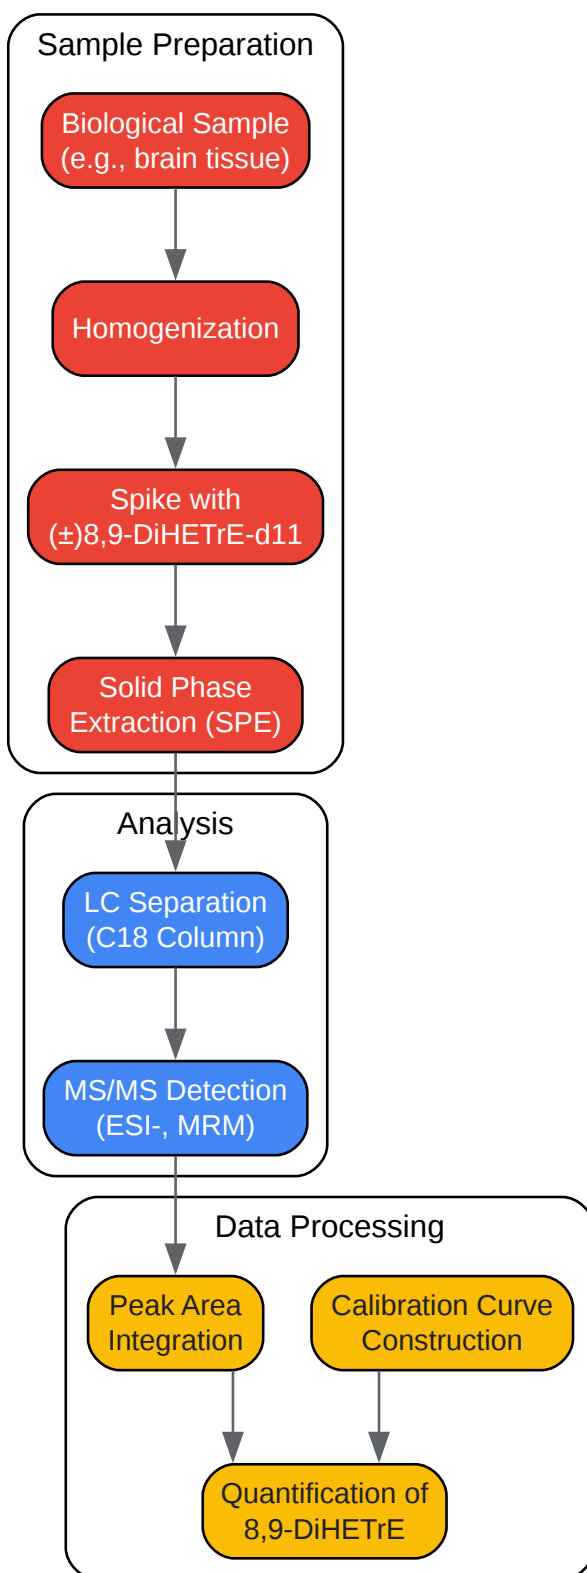 Sample Preparation
Biological Sample
(e.g., brain tissue)
Homogenization
Spike with
(±)8,9-DiHETrE-d11
Solid Phase
Extraction (SPE)
Analysis
LC Separation
(C18 Column)
MS/MS Detection
(ESI-, MRM)
Data Processing
Peak Area
Integration
Calibration Curve
Construction
Quantification of
8,9-DiHETrE